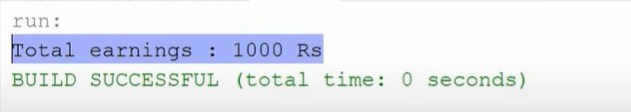 run:
Total earnings : 1000 Rs
BUILD SUCCESSFUL (total time: 0 seconds)